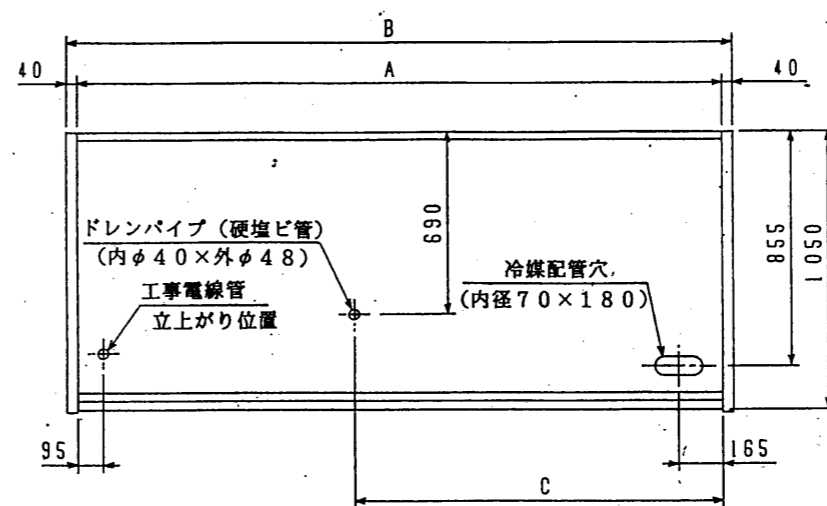 B
40
A
40
ドレンパイプ（硬塩ビ管）
（内φ40×外φ48）
工事電線管
立上がり位置
690
冷媒配管穴
（内径70×180）
855
1050
95
165
C